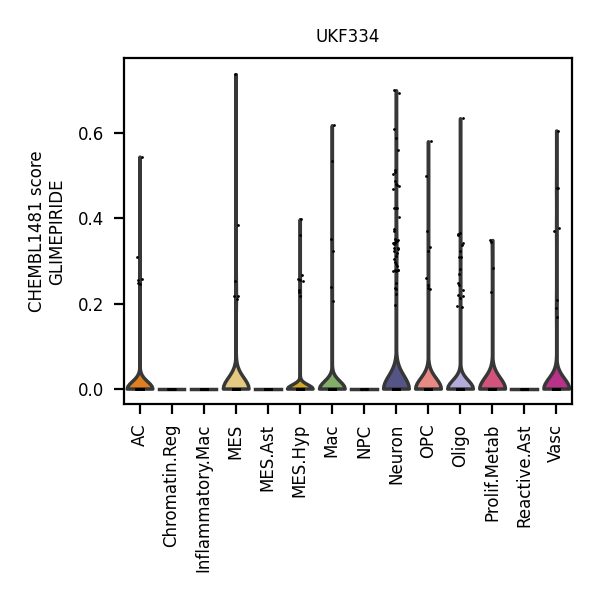 UKF334
CHEMBL1481 score
GLIMEPIRIDE
0.6
0.4
0.2
0.0
AC
Chromatin.Reg
Inflammatory.Mac
MES
MES.Ast
MES.Hyp
Mac
NPC
Neuron
OPC
Oligo
Prolif.Metab
Reactive.Ast
Vasc